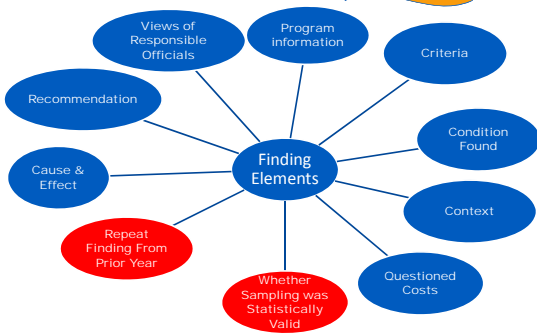 Views of
Responsible
Officials
Program
information
Criteria
Recommendation
Condition
Found
Finding
Elements
Cause &
Effect
Context
Repeat
Finding From
Prior Year
Questioned
Costs
Whether
Sampling was
Statistically
Valid